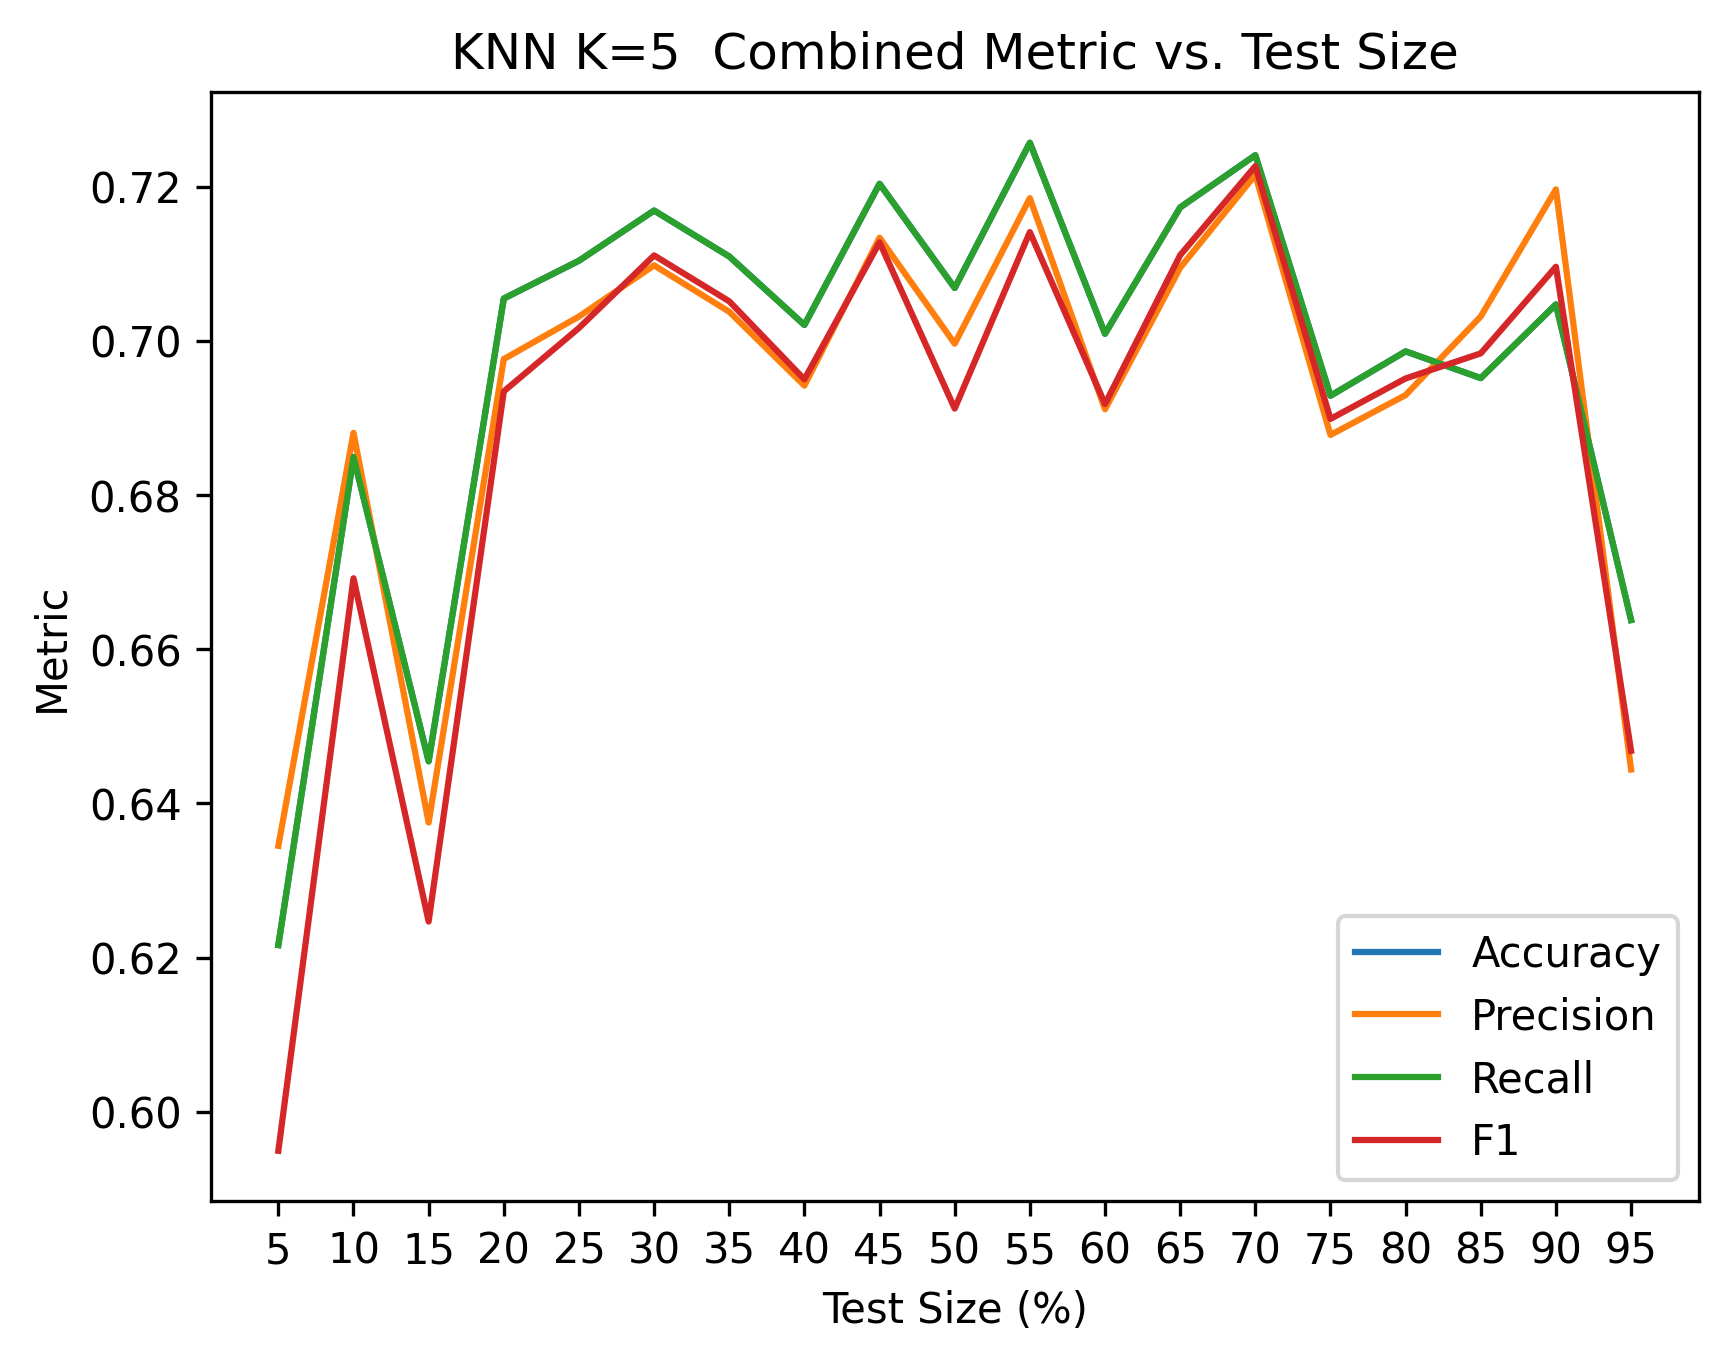 KNN K=5  Combined Metric vs. Test Size
Metric
0.72
0.70
0.68
0.66
0.64
0.62
0.60
Accuracy
Precision
Recall
F1
5 10 15 20 25 30 35 40 45 50 55 60 65 70 75 80 85 90 95
Test Size (%)